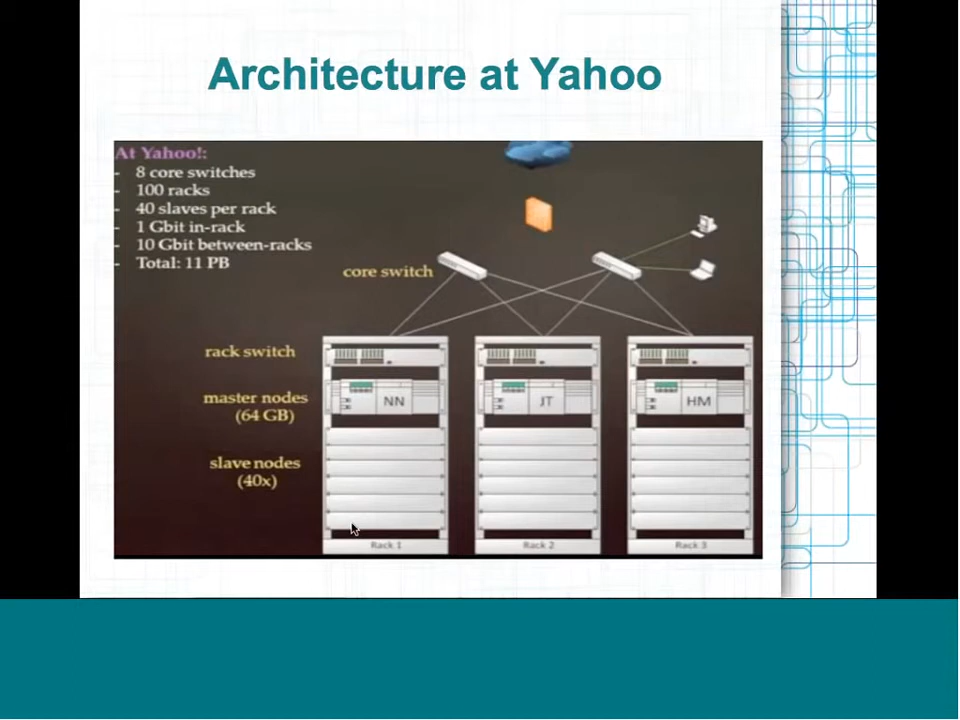 Architecture at Yahoo
At Yahoo!:
- 8 core switches
- 100 racks
- 40 slaves per rack
- 1 Gbit in-rack
- 10 Gbit between-racks
- Total: 11 PB
core switch
rack switch
master nodes
(64 GB)
NN
JT
HM
slave nodes
(40x)
Rack 1
Rack 2
Rack 3